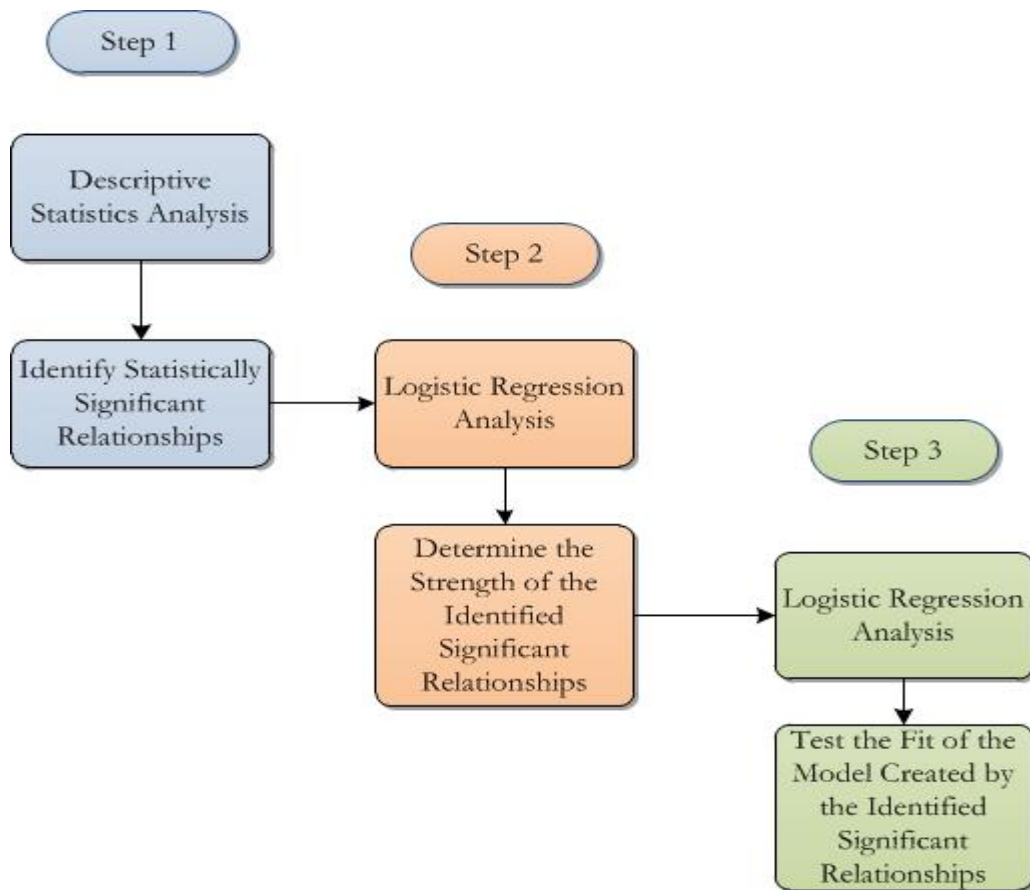 Step 1
Descriptive
Statistics Analysis
Identify Statistically
Significant
Relationships
Step 2
Logistic Regression
Analysis
Determine the
Strength of the
Identified
Significant
Relationships
Step 3
Logistic Regression
Analysis
Test the Fit of the
Model Created by
the Identified
Significant
Relationships